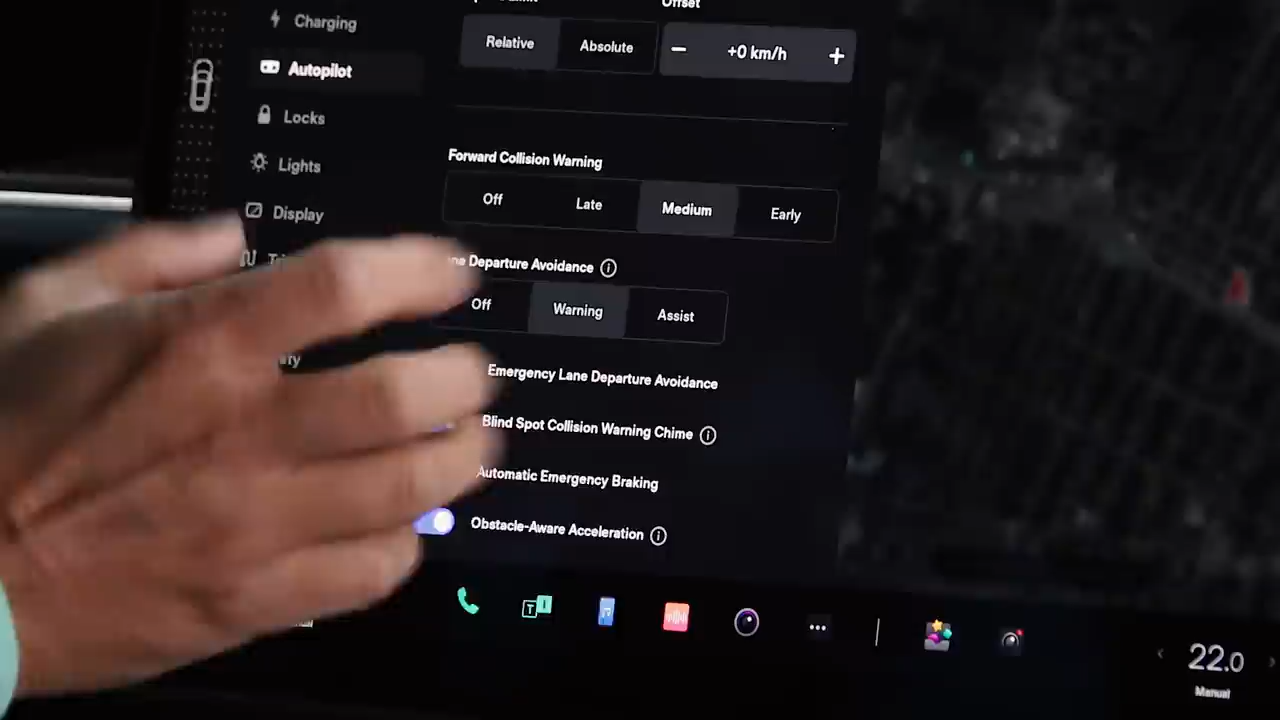 Charging
Offset
Relative
Absolute
− +0 km/h +
Autopilot
Locks
Forward Collision Warning
Lights
Off
Late
Medium
Early
Display
Departure Avoidance
Off
Warning
Assist
Emergency Lane Departure Avoidance
Blind Spot Collision Warning Chime
Automatic Emergency Braking
Obstacle-Aware Acceleration
T
22.0
Manual